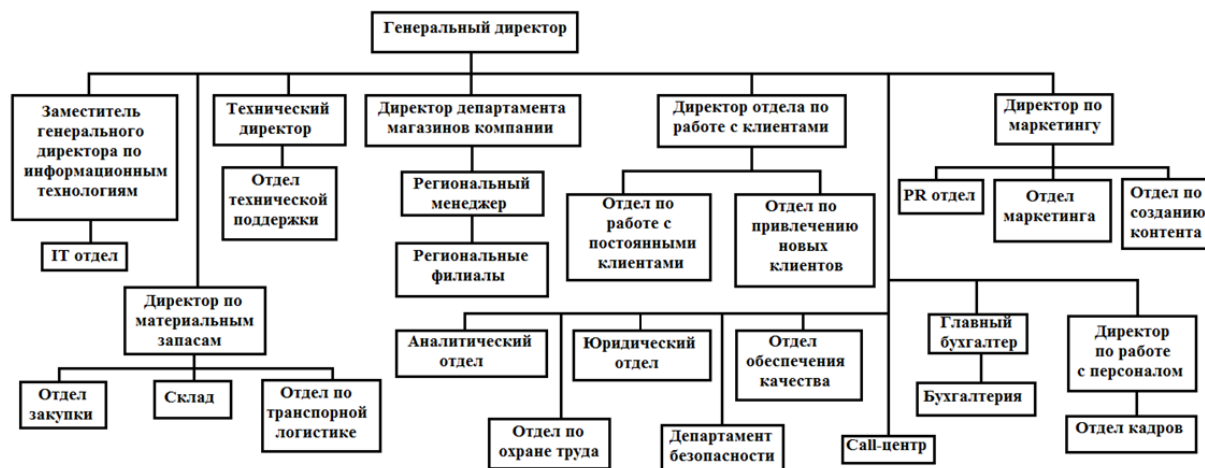 Генеральный директор
Заместитель
генерального
директора по
информационным
технологиям
Технический
директор
Директор департамента
магазинов компании
Директор отдела по
работе с клиентами
Директор по
маркетингу
IT отдел
Отдел
технической
поддержки
Региональный
менеджер
Региональные
филиалы
Отдел по
работе с
постоянными
клиентами
Отдел по
привлечению
новых
клиентов
PR отдел
Отдел
маркетинга
Отдел по
созданию
контента
Директор по
материальным
запасам
Отдел
закупки
Склад
Отдел по
транспорной
логистике
Аналитический
отдел
Юридический
отдел
Отдел
обеспечения
качества
Главный
бухгалтер
Директор
по работе
с персоналом
Бухгалтерия
Отдел кадров
Отдел по
охране труда
Департамент
безопасности
Call-центр